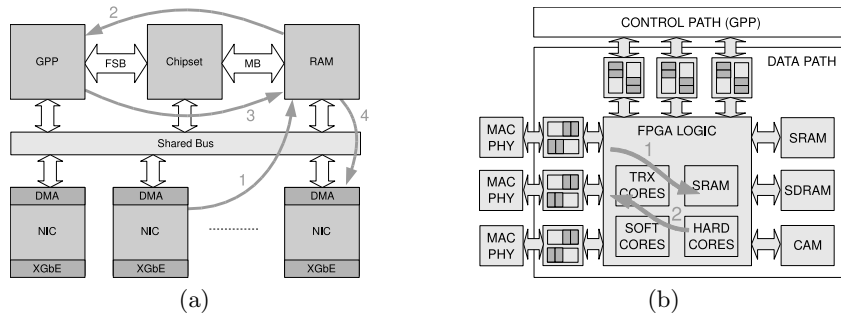 2
GPP
FSB
Chipset
MB
RAM
3
4
Shared Bus
1
DMA
DMA
DMA
NIC
NIC
NIC
XGbE
XGbE
XGbE
(a)
CONTROL PATH (GPP)
DATA PATH
FPGA LOGIC
MAC
PHY
1
SRAM
TRX
CORES
SRAM
MAC
PHY
SDRAM
2
SOFT
CORES
HARD
CORES
MAC
PHY
CAM
(b)